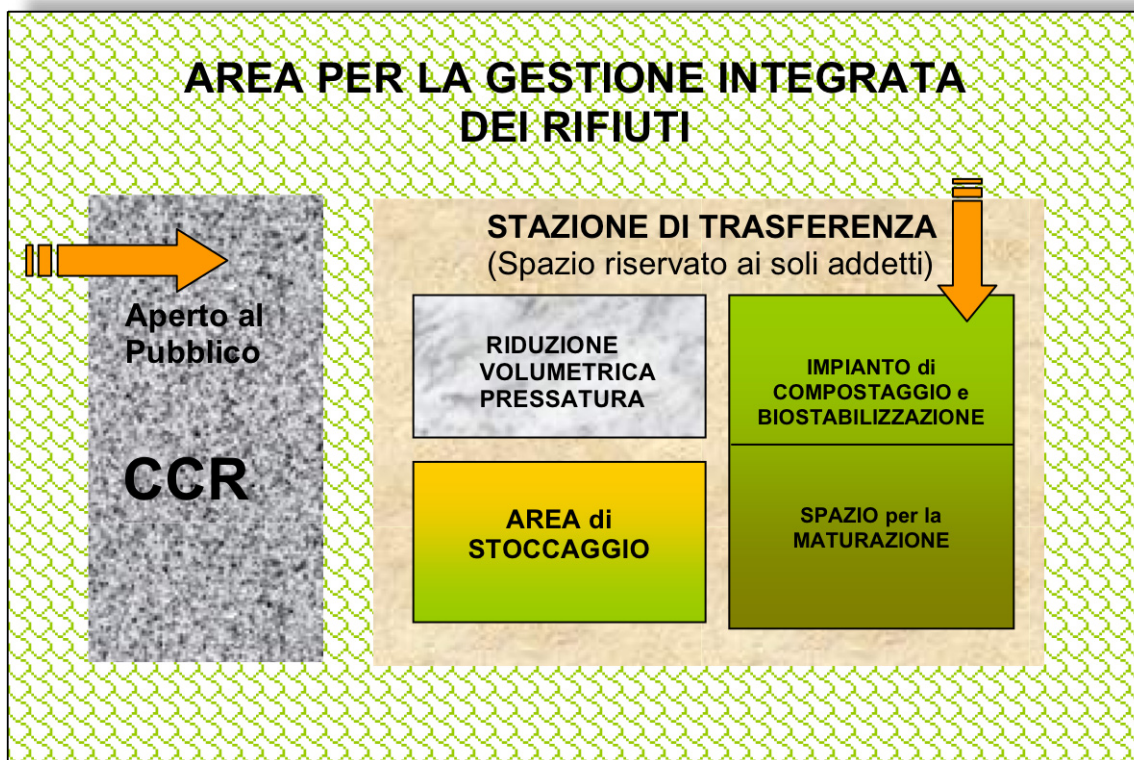 AREA PER LA GESTIONE INTEGRATA
DEI RIFIUTI
Aperto al
Pubblico
CCR
STAZIONE DI TRASFERENZA
(Spazio riservato ai soli addetti)
RIDUZIONE
VOLUMETRICA
PRESSATURA
IMPIANTO di
COMPOSTAGGIO e
BIOSTABILIZZAZIONE
AREA di
STOCCAGGIO
SPAZIO per la
MATURAZIONE